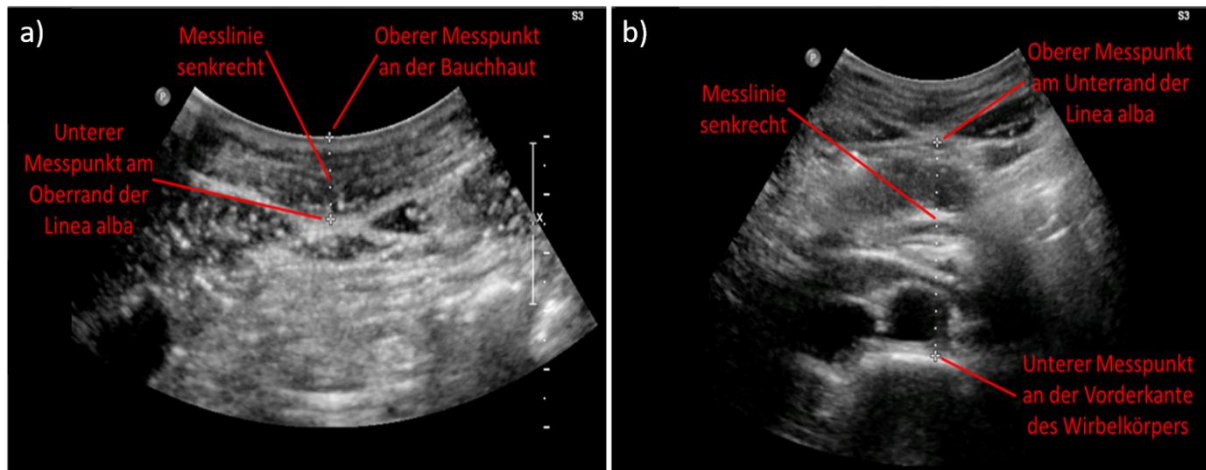 a)
S3
Messlinie
senkrecht
Oberer Messpunkt
an der Bauchhaut
P
Unterer
Messpunkt am
Oberrand der
Linea alba
X
b)
S3
P
Oberer Messpunkt
am Unterrand der
Linea alba
Messlinie
senkrecht
Unterer Messpunkt
an der Vorderkante
des Wirbelkörpers